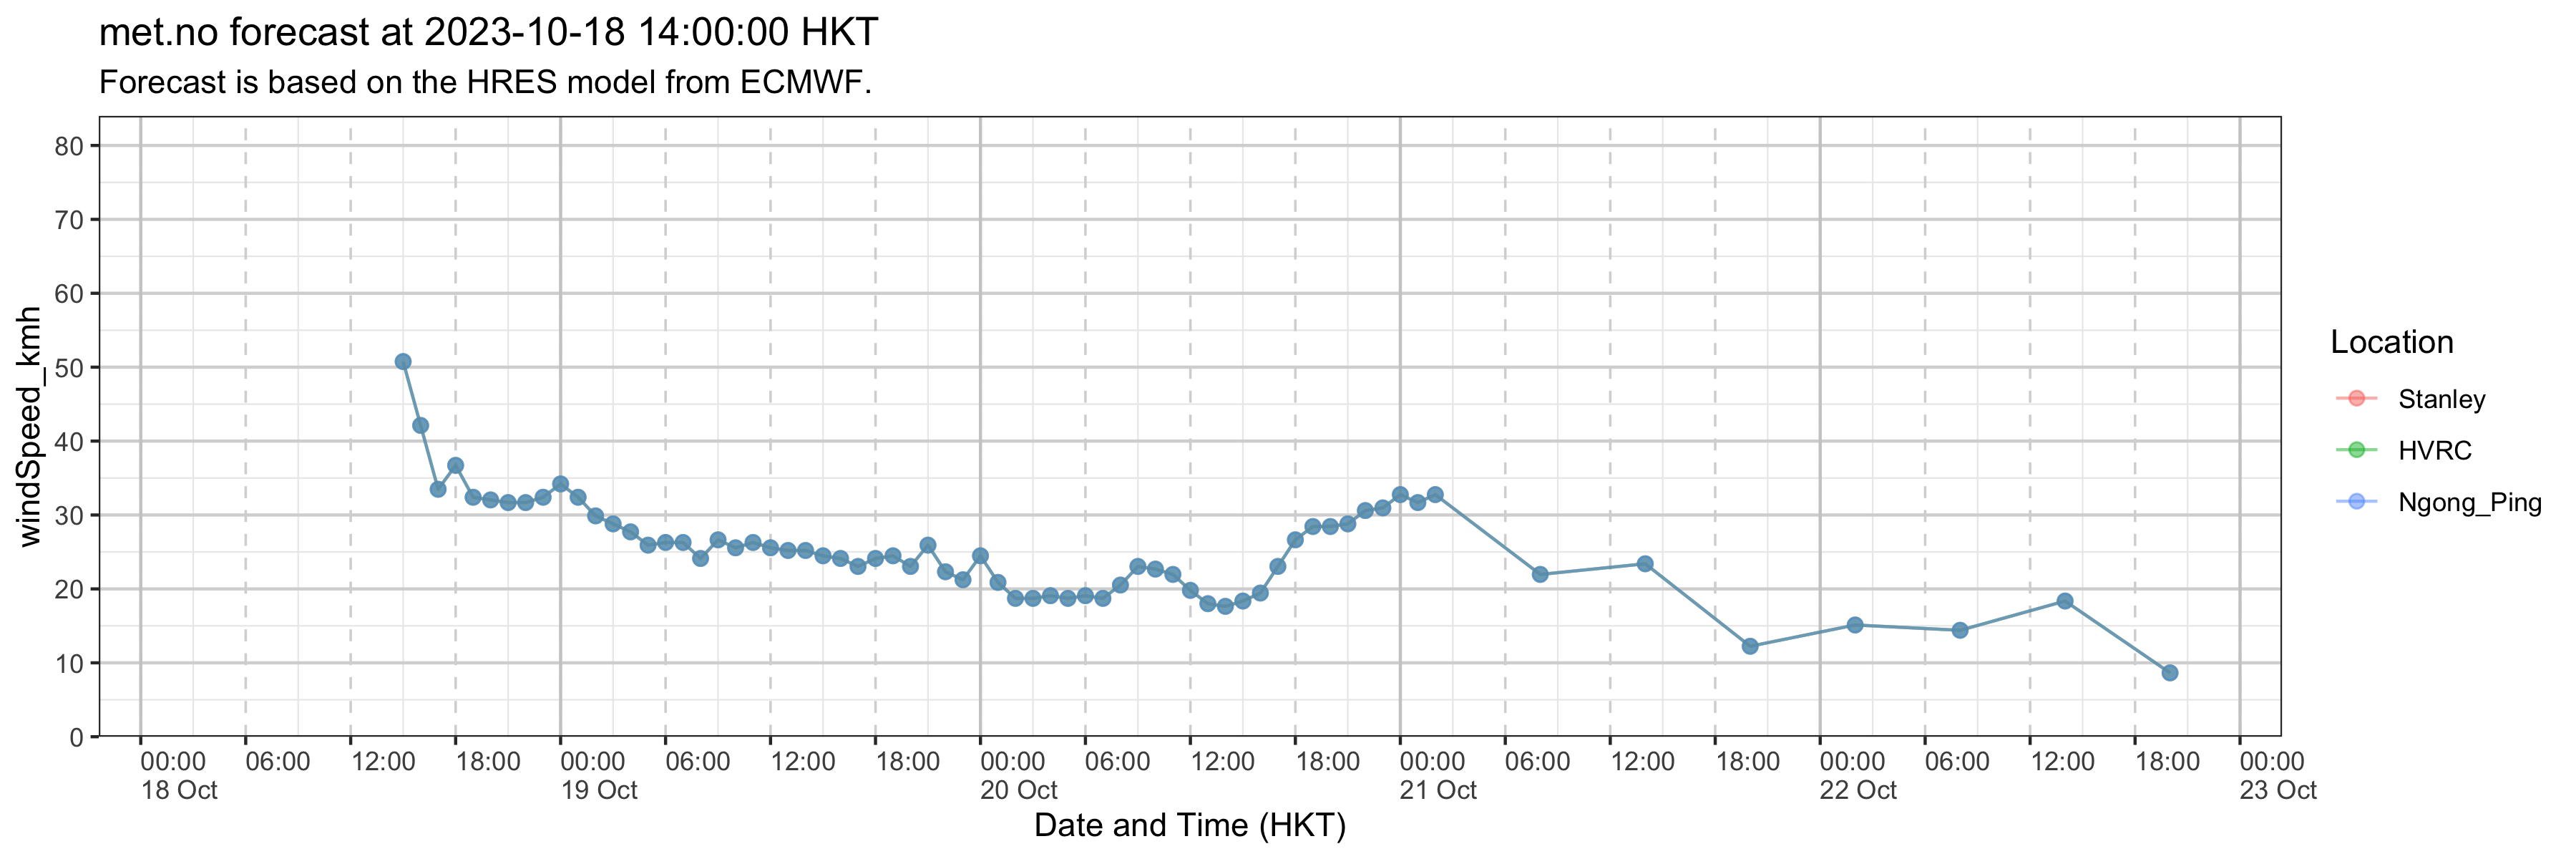 met.no forecast at 2023-10-18 14:00:00 HKT
Forecast is based on the HRES model from ECMWF.
windSpeed_kmh
80
70
60
50
40
30
20
10
0
00:00 06:00 12:00 18:00 00:00 06:00 12:00 18:00 00:00 06:00 12:00 18:00 00:00 06:00 12:00 18:00 00:00 06:00 12:00 18:00 00:00
18 Oct 19 Oct 20 Oct 21 Oct 22 Oct 23 Oct
Date and Time (HKT)
Location
Stanley
HVRC
Ngong_Ping